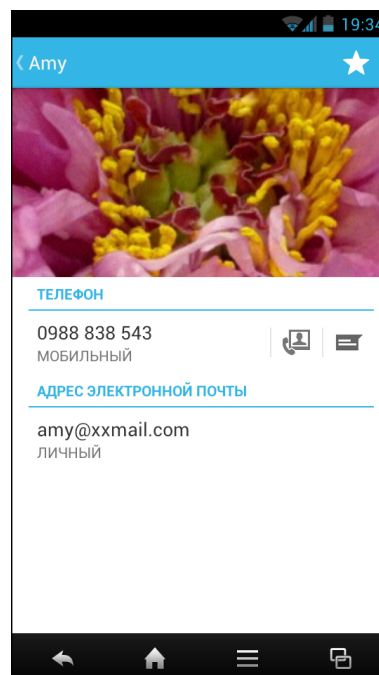 19:34
Amy
ТЕЛЕФОН
0988 838 543
МОБИЛЬНЫЙ
АДРЕС ЭЛЕКТРОННОЙ ПОЧТЫ
amy@xxmail.com
ЛИЧНЫЙ